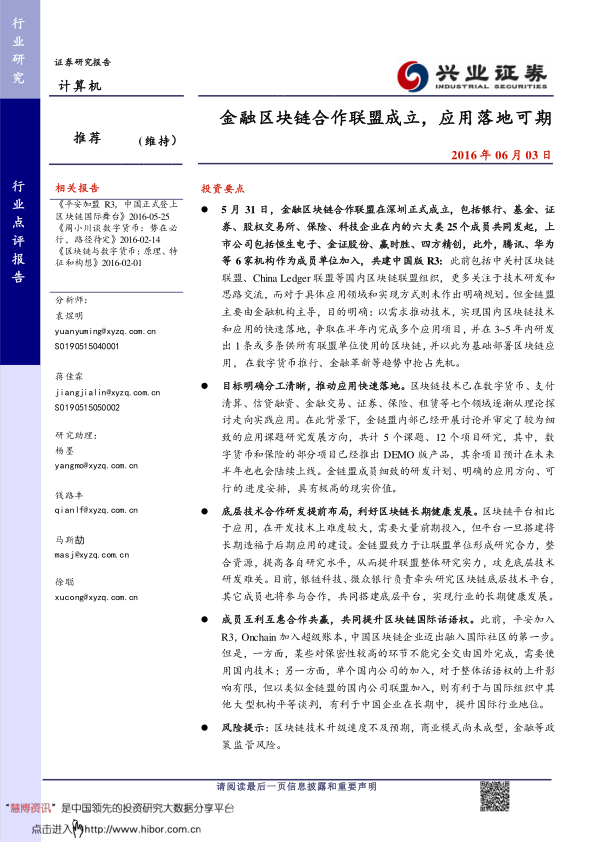 行业研究
行业点评报告
证券研究报告
计算机
推荐 (维持)
兴业证券
INDUSTRIAL SECURITIES
金融区块链合作联盟成立，应用落地可期
2016 年 06 月 03 日
相关报告
《平安加盟 R3，中国正式登上
区块链国际舞台》2016-05-25
《周小川谈数字货币：势在必
行，路径待定》2016-02-14
《区块链与数字货币：原理、特
征和构想》2016-02-01
分析师：
袁煜明
yuanyuming@xyzq.com.cn
S0190515040001
蒋佳霖
jiangjialin@xyzq.com.cn
S0190515050002
研究助理：
杨墨
yangmo@xyzq.com.cn
钱路丰
qianlf@xyzq.com.cn
马斯劼
masj@xyzq.com.cn
徐聪
xucong@xyzq.com.cn
投资要点
● 5 月 31 日，金融区块链合作联盟在深圳正式成立，包括银行、基金、证
券、股权交易所、保险、科技企业在内的六大类 25 个成员共同发起，上
市公司包括恒生电子、金证股份、赢时胜、四方精创，此外，腾讯、华为
等 6 家机构作为成员单位加入，共建中国版 R3：此前包括中关村区块链
联盟、China Ledger 联盟等国内区块链联盟组织，更多关注于技术研发和
思路交流，而对于具体应用领域和实现方式则未作出明确规划。但金链盟
主要由金融机构主导，目的明确：以需求推动技术，实现国内区块链技术
和应用的快速落地，争取在半年内完成多个应用项目，并在 3~5 年内研发
出 1 条或多条供所有联盟单位使用的区块链，并以此为基础部署区块链应
用，在数字货币推行、金融革新等趋势中抢占先机。
● 目标明确分工清晰，推动应用快速落地。区块链技术已在数字货币、支付
清算、信贷融资、金融交易、证券、保险、租赁等七个领域逐渐从理论探
讨走向实践应用。在此背景下，金链盟内部已经开展讨论并审定了较为细
致的应用课题研究发展方向，共计 5 个课题、12 个项目研究，其中，数
字货币和保险的部分项目已经推出 DEMO 版产品，其余项目预计在未来
半年也也会陆续上线。金链盟成员细致的研发计划、明确的应用方向、可
行的进度安排，具有极高的现实价值。
● 底层技术合作研发提前布局，利好区块链长期健康发展。区块链平台相比
于应用，在开发技术上难度较大，需要大量前期投入，但平台一旦搭建将
长期造福于后期应用的建设。金链盟致力于让联盟单位形成研究合力，整
合资源，提高各自研究水平，从而提升联盟整体研究实力，攻克底层技术
研发难关。目前，银链科技、微众银行负责牵头研究区块链底层技术平台，
其它成员也将参与合作，共同搭建底层平台，实现行业的长期健康发展。
● 成员互利互惠合作共赢，共同提升区块链国际话语权。此前，平安加入
R3，Onchain 加入超级账本，中国区块链企业迈出融入国际社区的第一步。
但是，一方面，某些对保密性较高的环节不能完全交由国外完成，需要使
用国内技术；另一方面，单个国内公司的加入，对于整体话语权的上升影
响有限，但以类似金链盟的国内公司联盟加入，则有利于与国际组织中其
他大型机构平等谈判，有利于中国企业在长期中，提升国际行业地位。
● 风险提示：区块链技术升级速度不及预期，商业模式尚未成型，金融等政
策监管风险。
请阅读最后一页信息披露和重要声明
“慧博资讯”是中国领先的投资研究大数据分享平台
点击进入http://www.hibor.com.cn